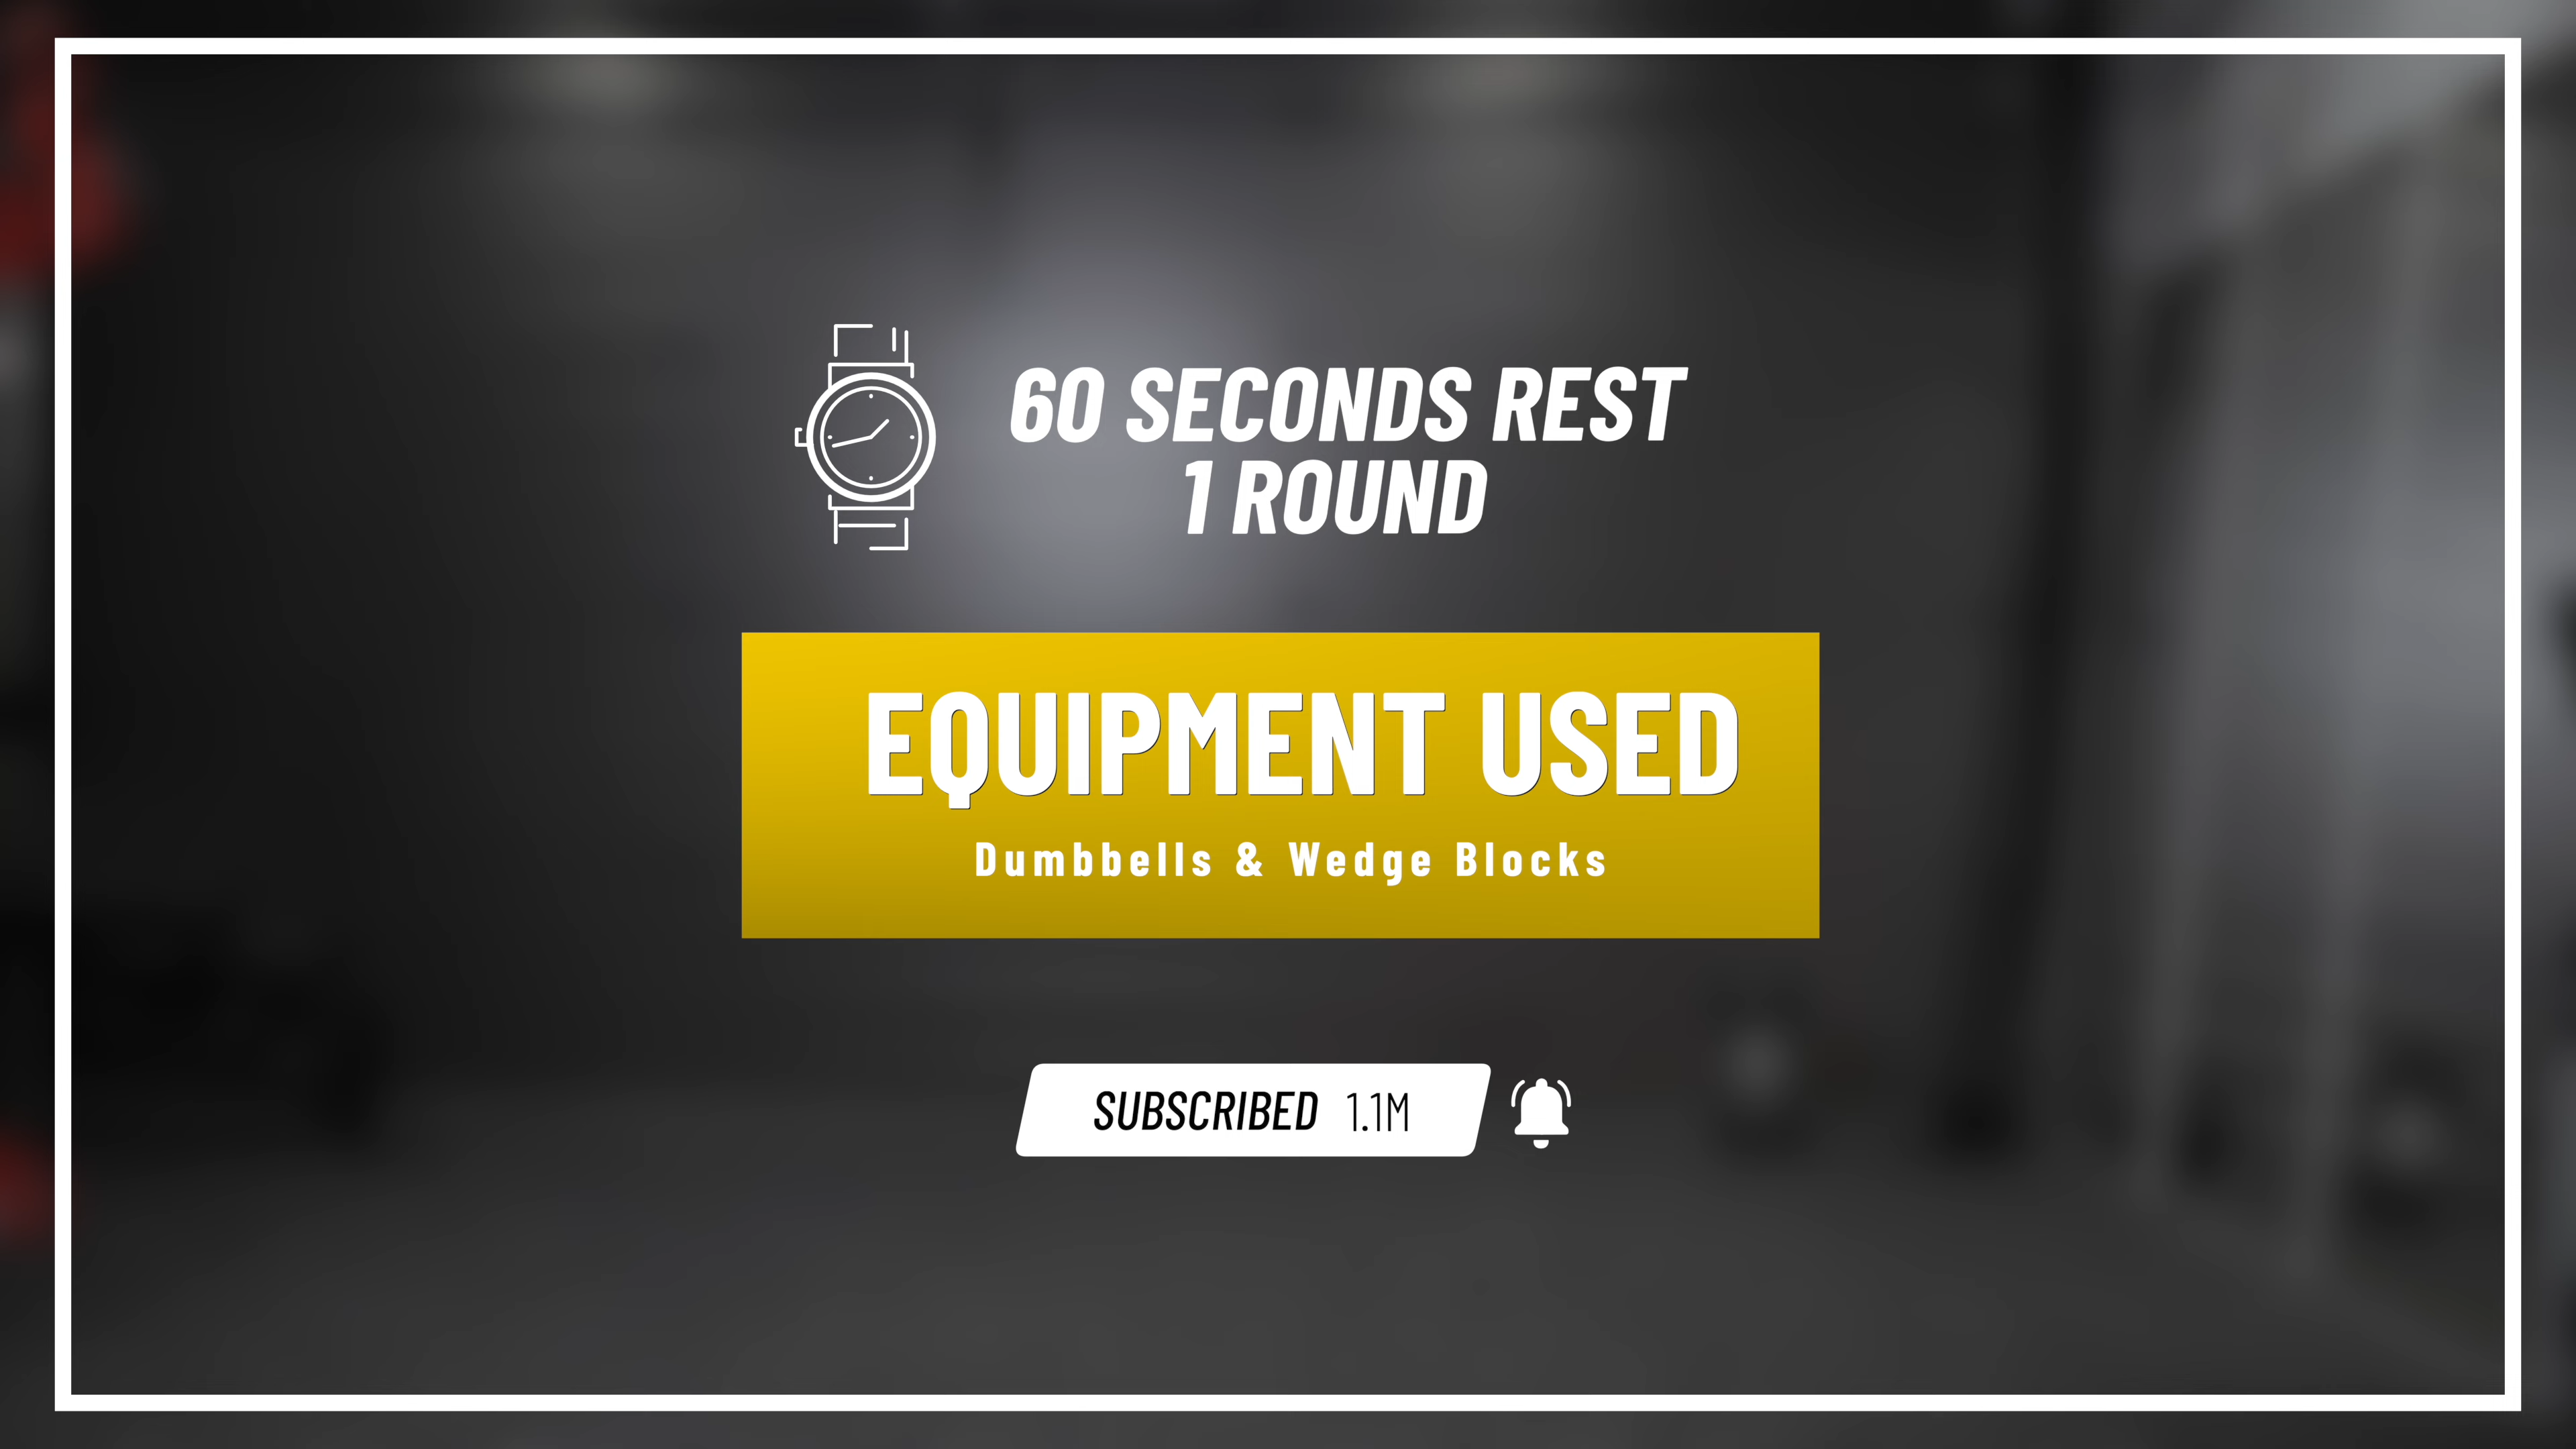 60 SECONDS REST
1 ROUND
EQUIPMENT USED
Dumbbells & Wedge Blocks
SUBSCRIBED 1.1M